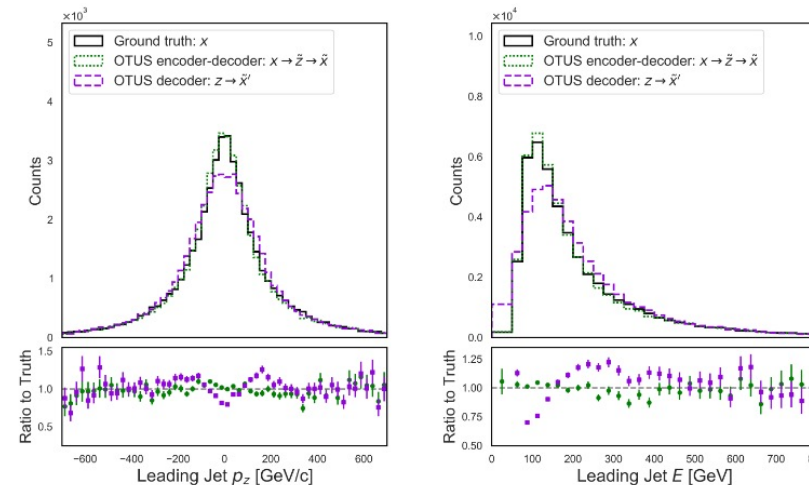 ×10³
5
Ground truth: x
OTUS encoder-decoder: x → z̃ → x̃
OTUS decoder: z → x̃′
4
3
2
1
0
Counts
1.5
1.0
0.5
Ratio to Truth
−600 −400 −200 0 200 400 600
Leading Jet p_z [GeV/c]
×10⁴
1.0
Ground truth: x
OTUS encoder-decoder: x → z̃ → x̃
OTUS decoder: z → x̃′
0.8
0.6
0.4
0.2
0.0
Counts
1.25
1.00
0.75
0.50
Ratio to Truth
0 100 200 300 400 500 600 700
Leading Jet E [GeV]